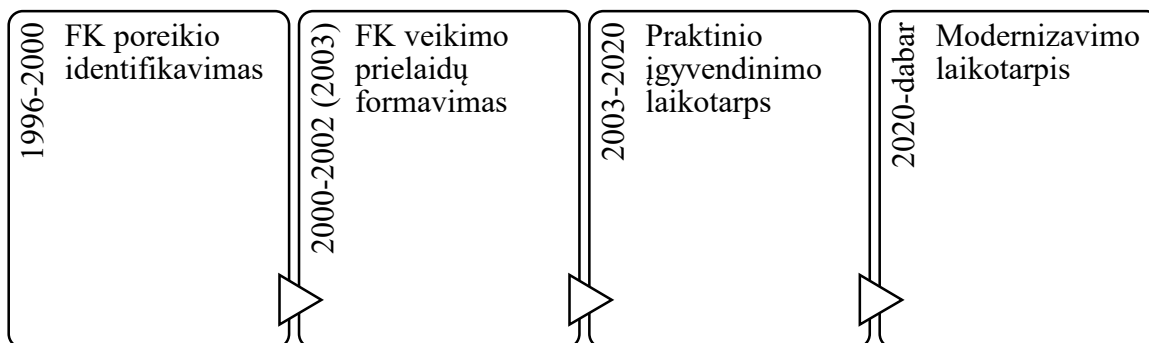 1996-2000
FK poreikio
identifikavimas
2000-2002 (2003)
FK veikimo
prielaidų
formavimas
2003-2020
Praktinio
įgyvendinimo
laikotarps
2020-dabar
Modernizavimo
laikotarpis